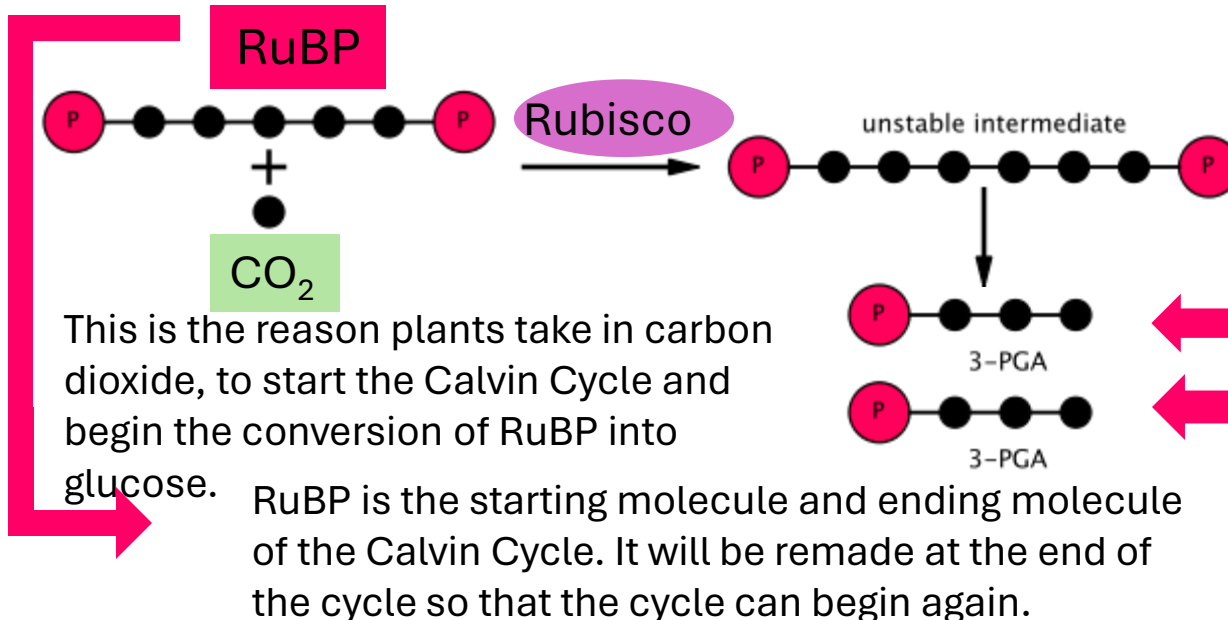 RuBP
P
P
Rubisco
unstable intermediate
P
P
+
CO₂
P
3-PGA
P
3-PGA
This is the reason plants take in carbon
dioxide, to start the Calvin Cycle and
begin the conversion of RuBP into
glucose.
RuBP is the starting molecule and ending molecule
of the Calvin Cycle. It will be remade at the end of
the cycle so that the cycle can begin again.